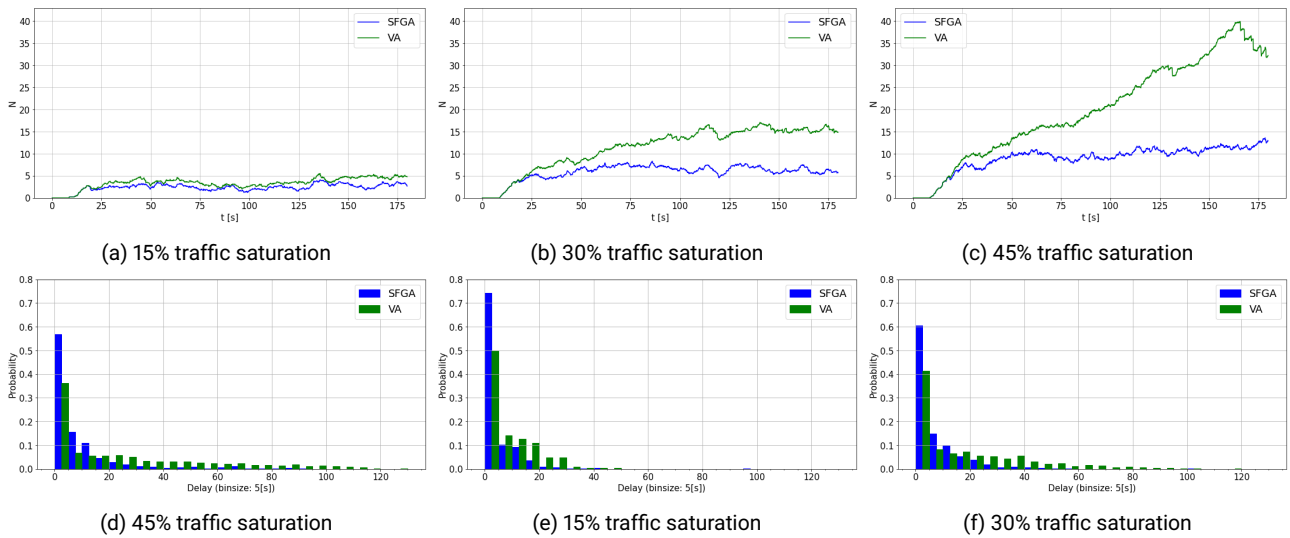 40
35
30
25
20
15
10
5
0
N
SFGA
VA
0 25 50 75 100 125 150 175
t [s]
(a) 15% traffic saturation
40
35
30
25
20
15
10
5
0
N
SFGA
VA
0 25 50 75 100 125 150 175
t [s]
(b) 30% traffic saturation
40
35
30
25
20
15
10
5
0
N
SFGA
VA
0 25 50 75 100 125 150 175
t [s]
(c) 45% traffic saturation
0.8
0.7
0.6
0.5
0.4
0.3
0.2
0.1
0.0
Probability
SFGA
VA
0 20 40 60 80 100 120
Delay (binsize: 5[s])
(d) 45% traffic saturation
0.8
0.7
0.6
0.5
0.4
0.3
0.2
0.1
0.0
Probability
SFGA
VA
0 20 40 60 80 100 120
Delay (binsize: 5[s])
(e) 15% traffic saturation
0.8
0.7
0.6
0.5
0.4
0.3
0.2
0.1
0.0
Probability
SFGA
VA
0 20 40 60 80 100 120
Delay (binsize: 5[s])
(f) 30% traffic saturation